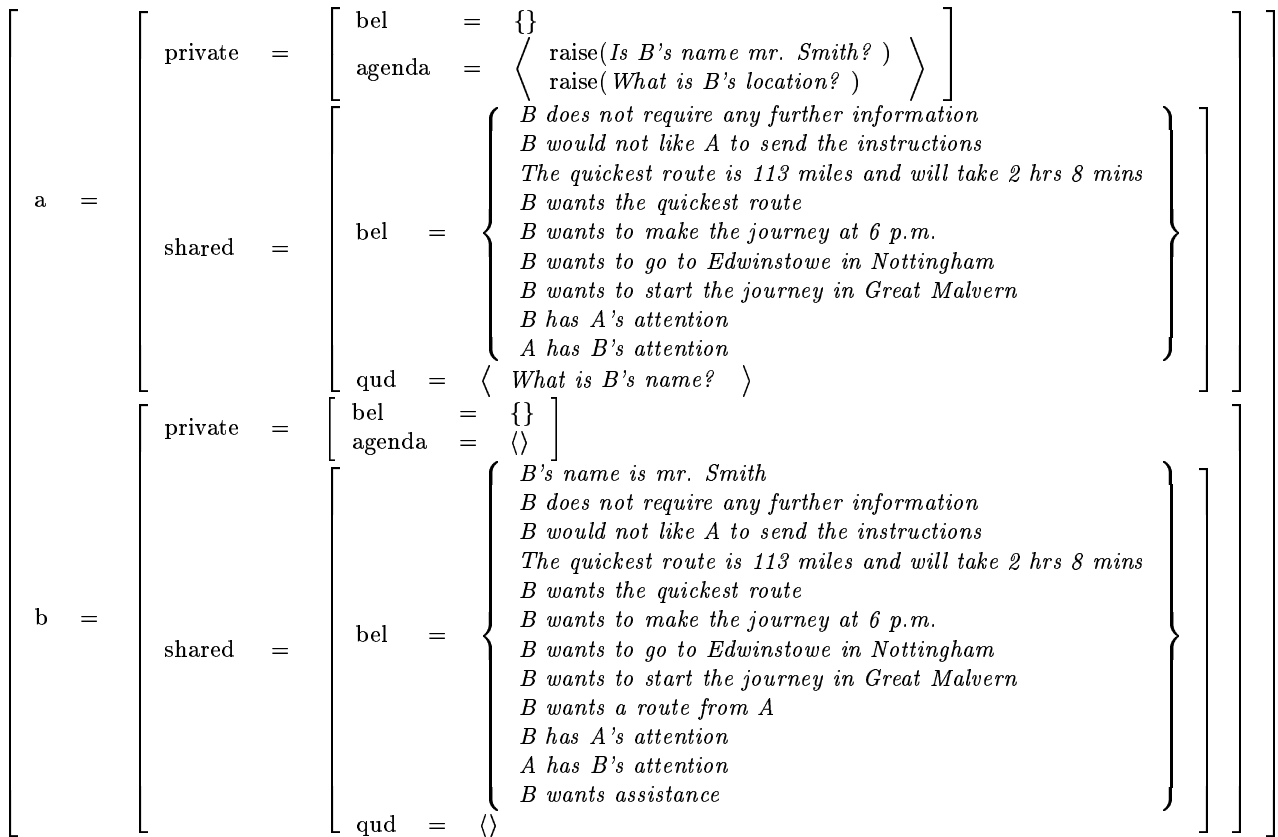 bel = {}
private =
agenda = ⟨ raise(Is B's name mr. Smith? )
raise( What is B's location? ) ⟩
B does not require any further information
B would not like A to send the instructions
The quickest route is 113 miles and will take 2 hrs 8 mins
a =
B wants the quickest route
bel =
B wants to make the journey at 6 p.m.
shared =
B wants to go to Edwinstowe in Nottingham
B wants to start the journey in Great Malvern
B has A's attention
A has B's attention
qud = ⟨ What is B's name? ⟩
bel = {}
private =
agenda = ⟨⟩
B's name is mr. Smith
B does not require any further information
B would not like A to send the instructions
The quickest route is 113 miles and will take 2 hrs 8 mins
B wants the quickest route
b =
B wants to make the journey at 6 p.m.
bel =
shared =
B wants to go to Edwinstowe in Nottingham
B wants to start the journey in Great Malvern
B wants a route from A
B has A's attention
A has B's attention
B wants assistance
qud = ⟨⟩